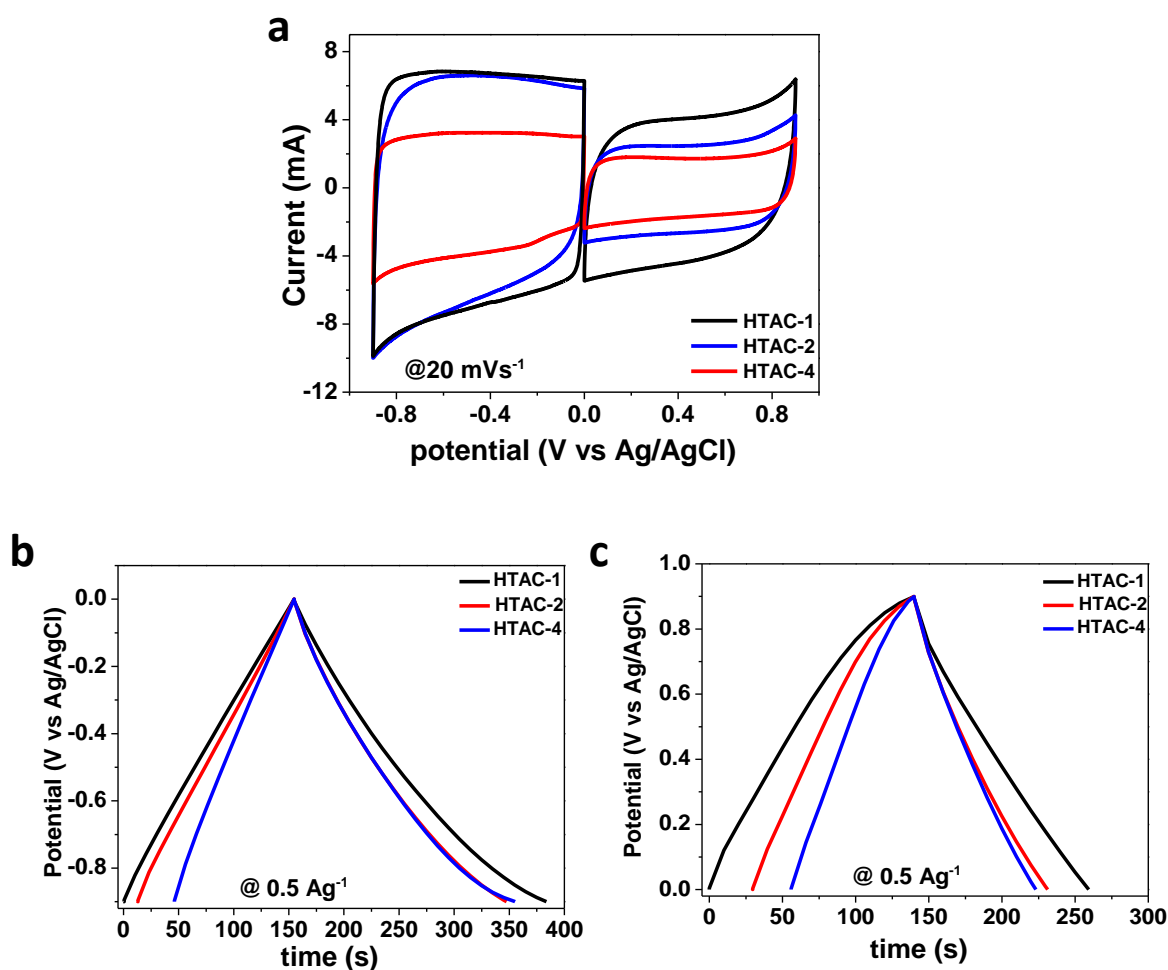 a
8
4
0
-4
-8
-12
Current (mA)
HTAC-1
HTAC-2
HTAC-4
@20 mVs⁻¹
-0.8
-0.4
0.0
0.4
0.8
potential (V vs Ag/AgCl)
b
0.0
-0.2
-0.4
-0.6
-0.8
Potential (V vs Ag/AgCl)
HTAC-1
HTAC-2
HTAC-4
@ 0.5 Ag⁻¹
0
50
100
150
200
250
300
350
400
time (s)
c
1.0
0.8
0.6
0.4
0.2
0.0
Potential (V vs Ag/AgCl)
HTAC-1
HTAC-2
HTAC-4
@ 0.5 Ag⁻¹
0
50
100
150
200
250
300
time (s)